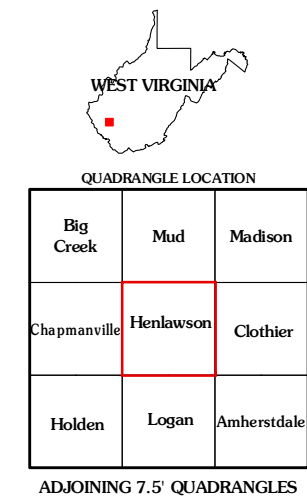 WEST VIRGINIA
QUADRANGLE LOCATION
Big
Creek
Mud
Madison
Chapmanville
Henlawson
Clothier
Holden
Logan
Amherstdale
ADJOINING 7.5' QUADRANGLES